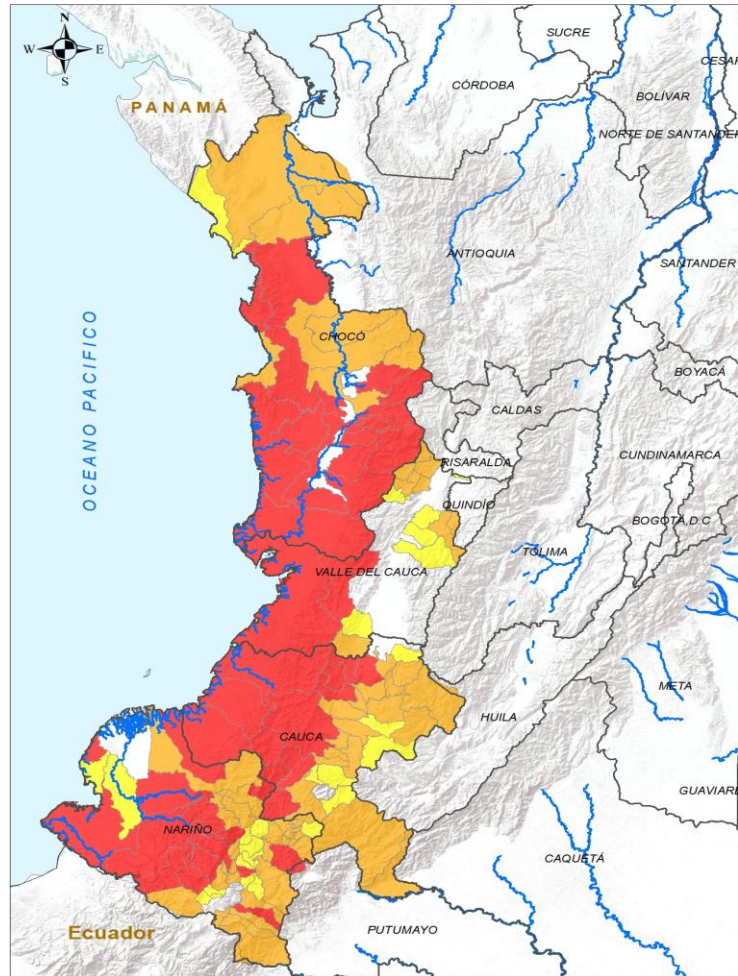 N
W E
S
PANAMÁ
SUCRE
CÓRDOBA
CESAR
BOLÍVAR
NORTE DE SANTANDER
ANTIOQUIA
SANTANDER
OCEANO PACIFICO
CHOCÓ
BOYACÁ
CALDAS
CUNDINAMARCA
RISARALDA
QUINDÍO
BOGOTÁ,D.C
TOLIMA
VALLE DEL CAUCA
META
HUILA
CAUCA
GUAVIARE
NARIÑO
CAQUETÁ
PUTUMAYO
Ecuador